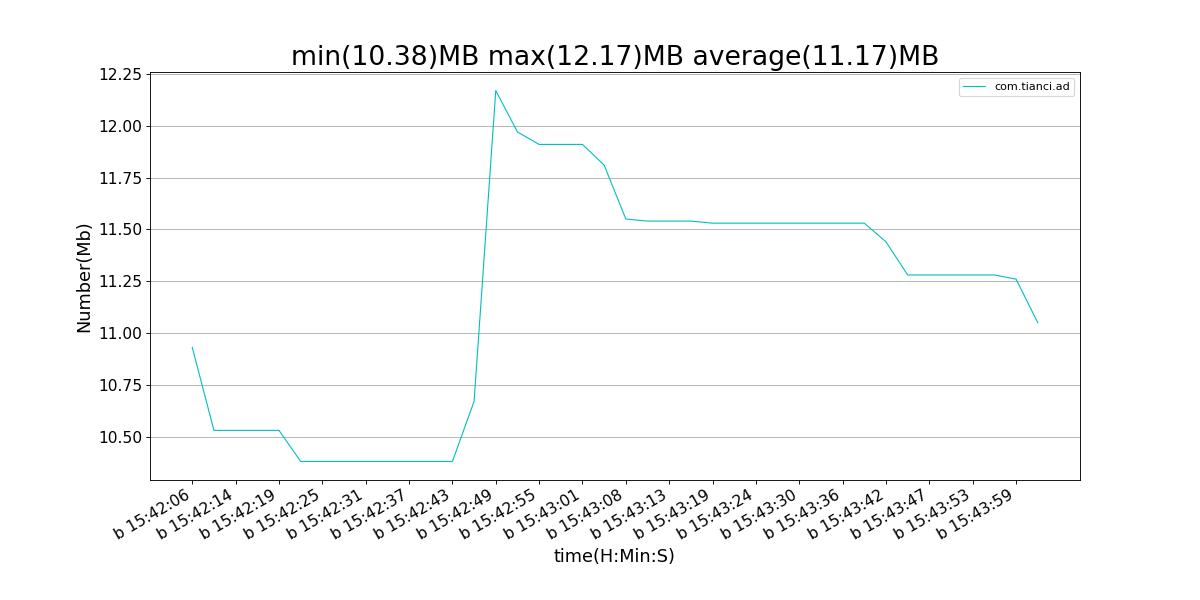 min(10.38)MB max(12.17)MB average(11.17)MB
com.tianci.ad
12.25
12.00
11.75
11.50
11.25
11.00
10.75
10.50
Number(Mb)
b 15:42:06
b 15:42:14
b 15:42:19
b 15:42:25
b 15:42:31
b 15:42:37
b 15:42:43
b 15:42:49
b 15:42:55
b 15:43:01
b 15:43:08
b 15:43:13
b 15:43:19
b 15:43:24
b 15:43:30
b 15:43:36
b 15:43:42
b 15:43:47
b 15:43:53
b 15:43:59
time(H:Min:S)